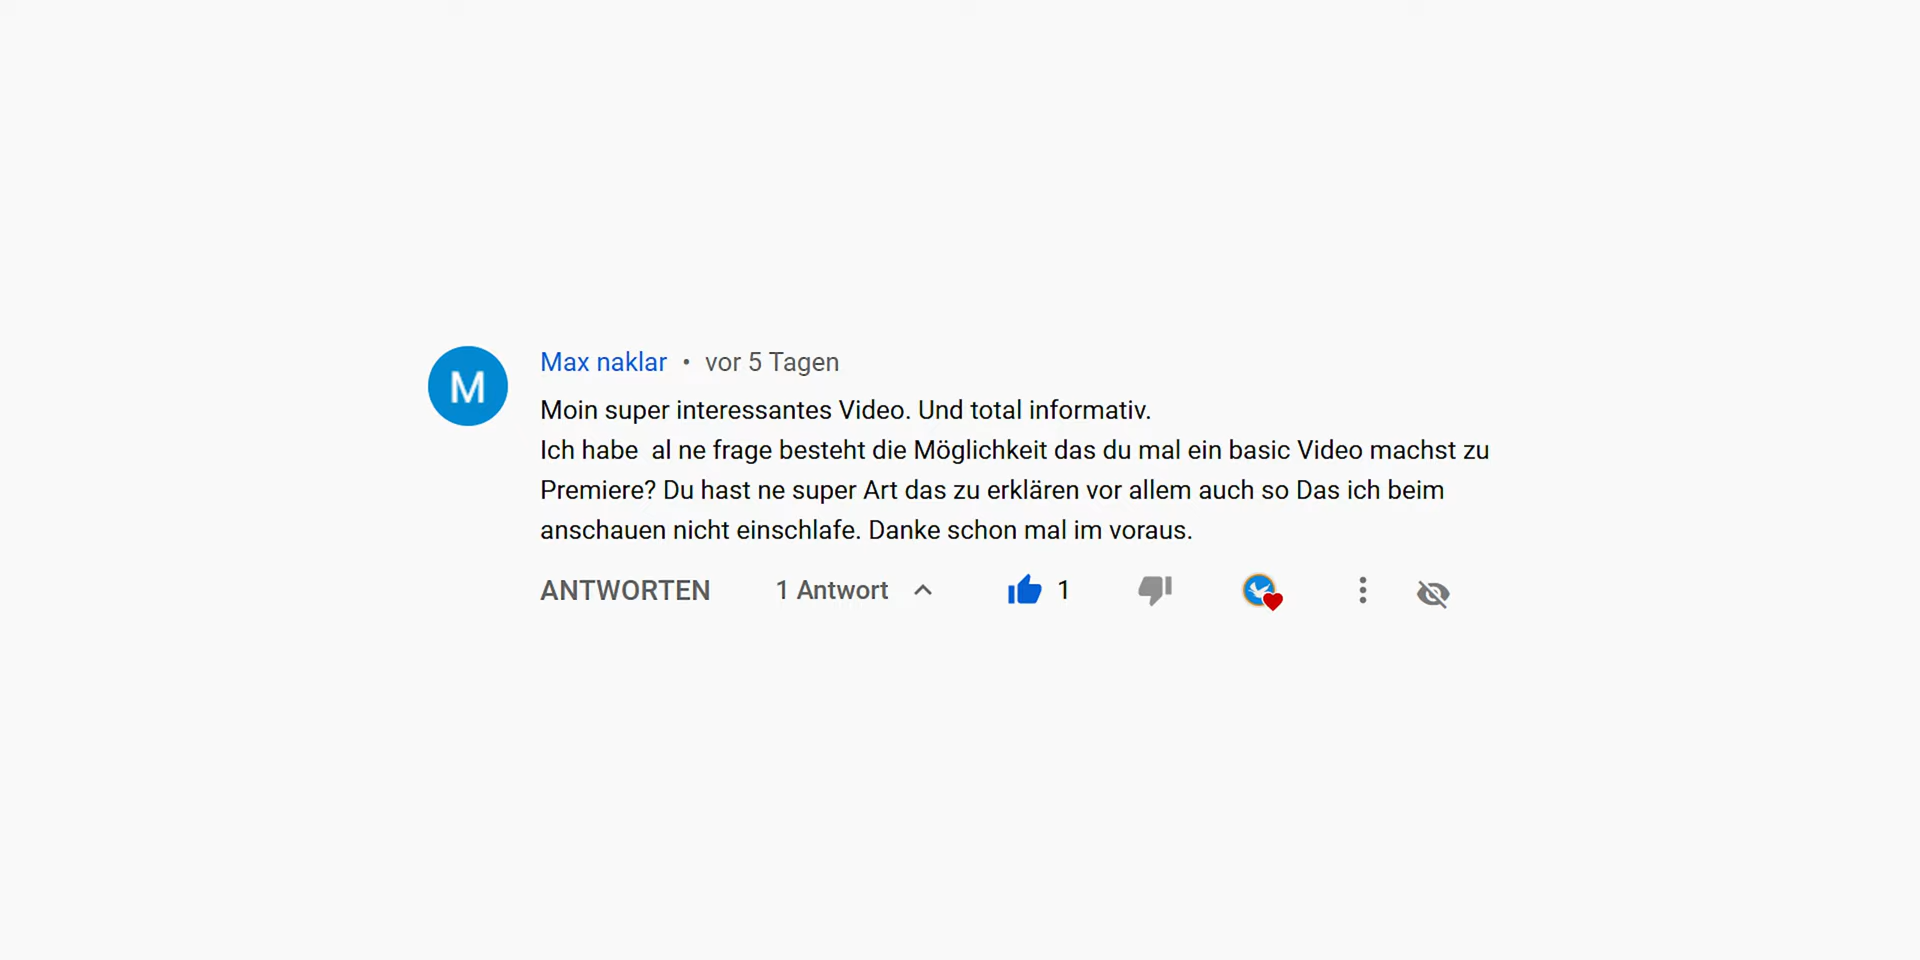 M
Max naklar • vor 5 Tagen
Moin super interessantes Video. Und total informativ.
Ich habe  al ne frage besteht die Möglichkeit das du mal ein basic Video machst zu
Premiere? Du hast ne super Art das zu erklären vor allem auch so Das ich beim
anschauen nicht einschlafe. Danke schon mal im voraus.
ANTWORTEN 1 Antwort 1